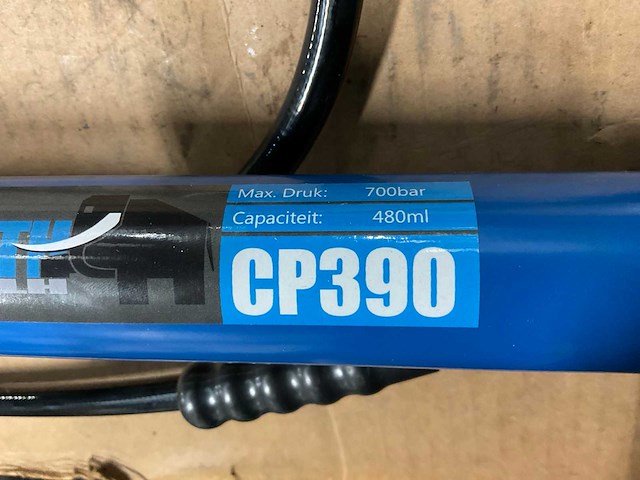 Max. Druk: 700bar
Capaciteit: 480ml
CP390